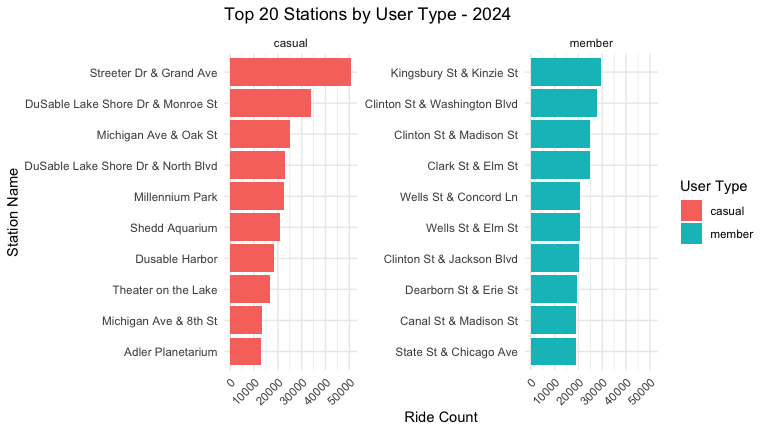 Top 20 Stations by User Type - 2024
casual
Streeter Dr & Grand Ave
DuSable Lake Shore Dr & Monroe St
Michigan Ave & Oak St
DuSable Lake Shore Dr & North Blvd
Millennium Park
Shedd Aquarium
Dusable Harbor
Theater on the Lake
Michigan Ave & 8th St
Adler Planetarium
0 10000 20000 30000 40000 50000
member
Kingsbury St & Kinzie St
Clinton St & Washington Blvd
Clinton St & Madison St
Clark St & Elm St
Wells St & Concord Ln
Wells St & Elm St
Clinton St & Jackson Blvd
Dearborn St & Erie St
Canal St & Madison St
State St & Chicago Ave
0 10000 20000 30000 40000 50000
Station Name
Ride Count
User Type
casual
member